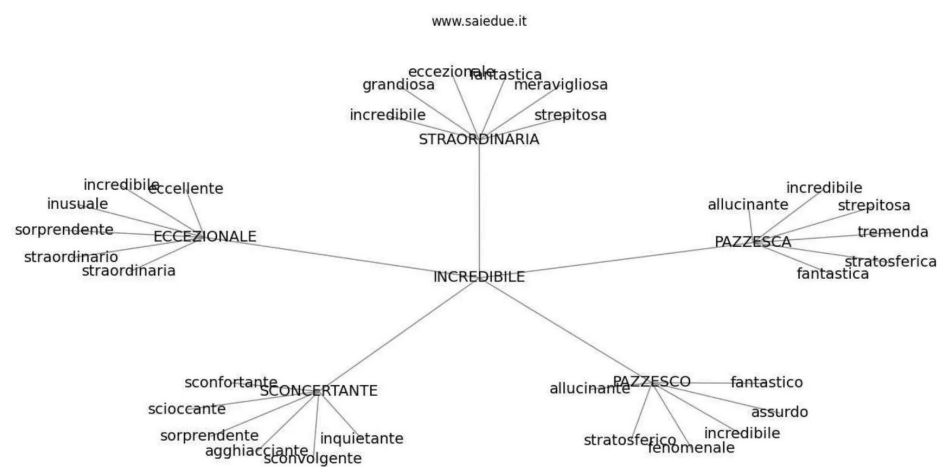 www.saiedue.it
eccezionale
fantastica
grandiosa
meravigliosa
incredibile
strepitosa
STRAORDINARIA
incredibile
eccellente
inusuale
sorprendente
ECCEZIONALE
straordinario
straordinaria
incredibile
allucinante
strepitosa
tremenda
PAZZESCA
stratosferica
fantastica
INCREDIBILE
sconfortante
SCONCERTANTE
scioccante
sorprendente
inquietante
agghiacciante
sconvolgente
PAZZESCO
fantastico
allucinante
assurdo
incredibile
stratosferico
fenomenale